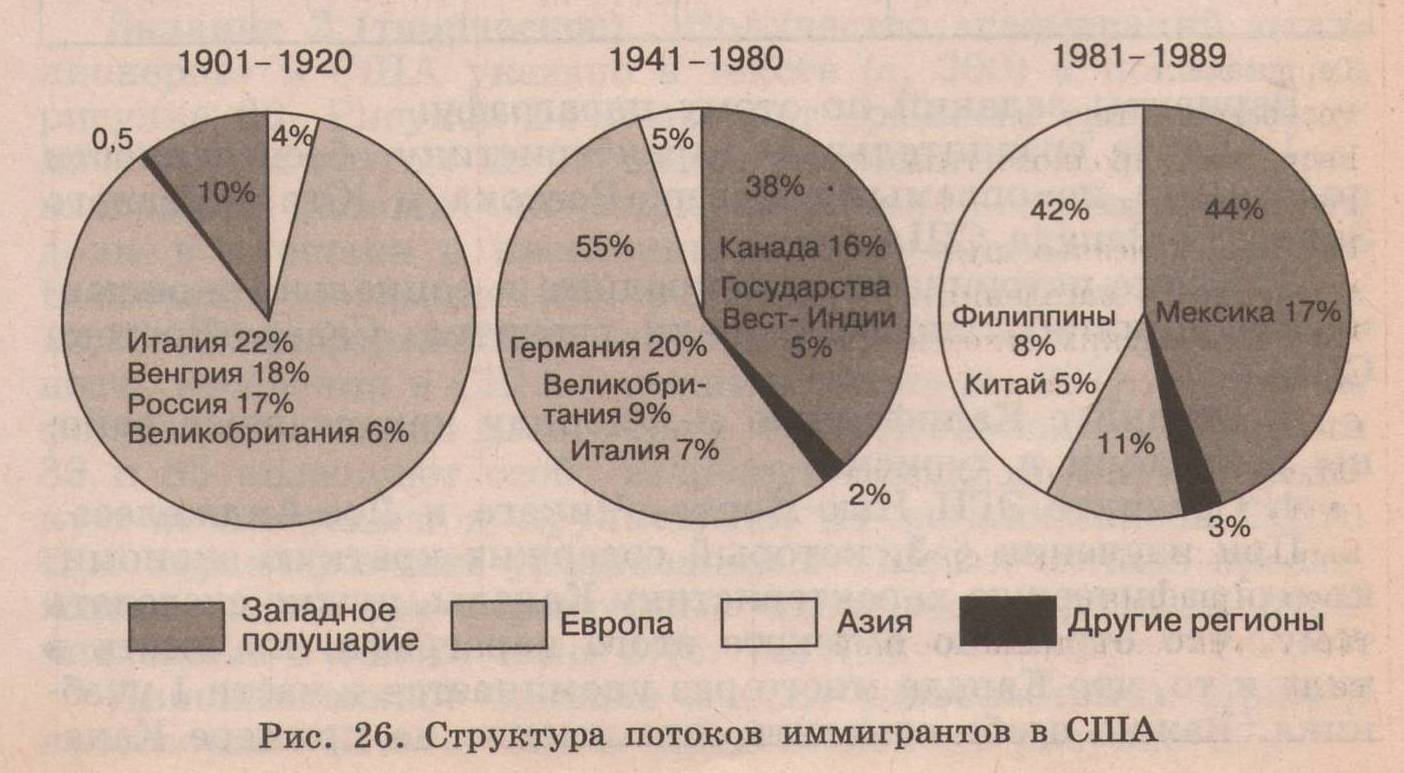 1901–1920
0,5
4%
10%
Италия 22%
Венгрия 18%
Россия 17%
Великобритания 6%
1941–1980
5%
38%
55%
Канада 16%
Государства
Вест- Индии
5%
Германия 20%
Великобри-
тания 9%
Италия 7%
2%
1981–1989
42%
44%
Филиппины
8%
Мексика 17%
Китай 5%
11%
3%
Западное
полушарие
Европа
Азия
Другие регионы
Рис. 26. Структура потоков иммигрантов в США